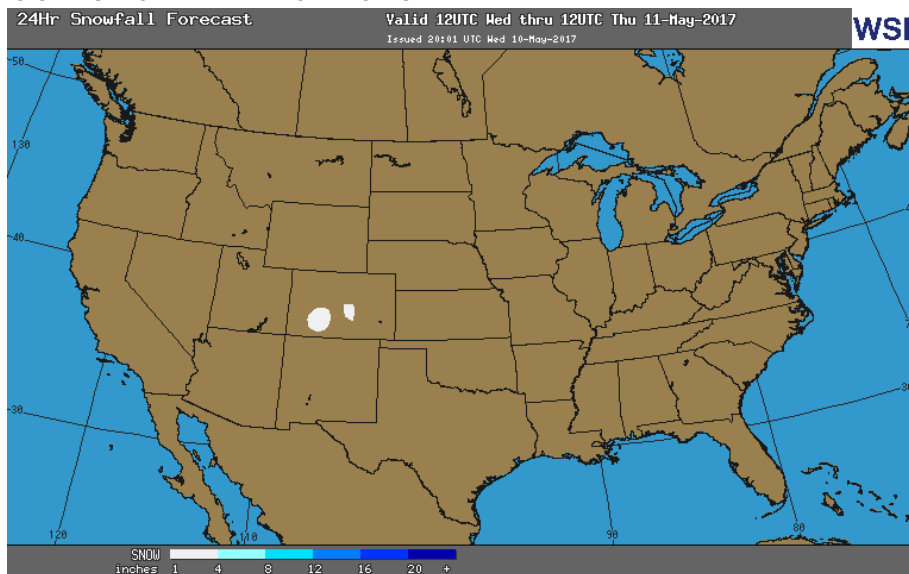 24Hr Snowfall Forecast
Valid 12UTC Wed thru 12UTC Thu 11-May-2017
Issued 20:01 UTC Wed 10-May-2017
WSI
50
130
40
30
120
110
90
80
SNOW
inches 1 4 8 12 16 20 +